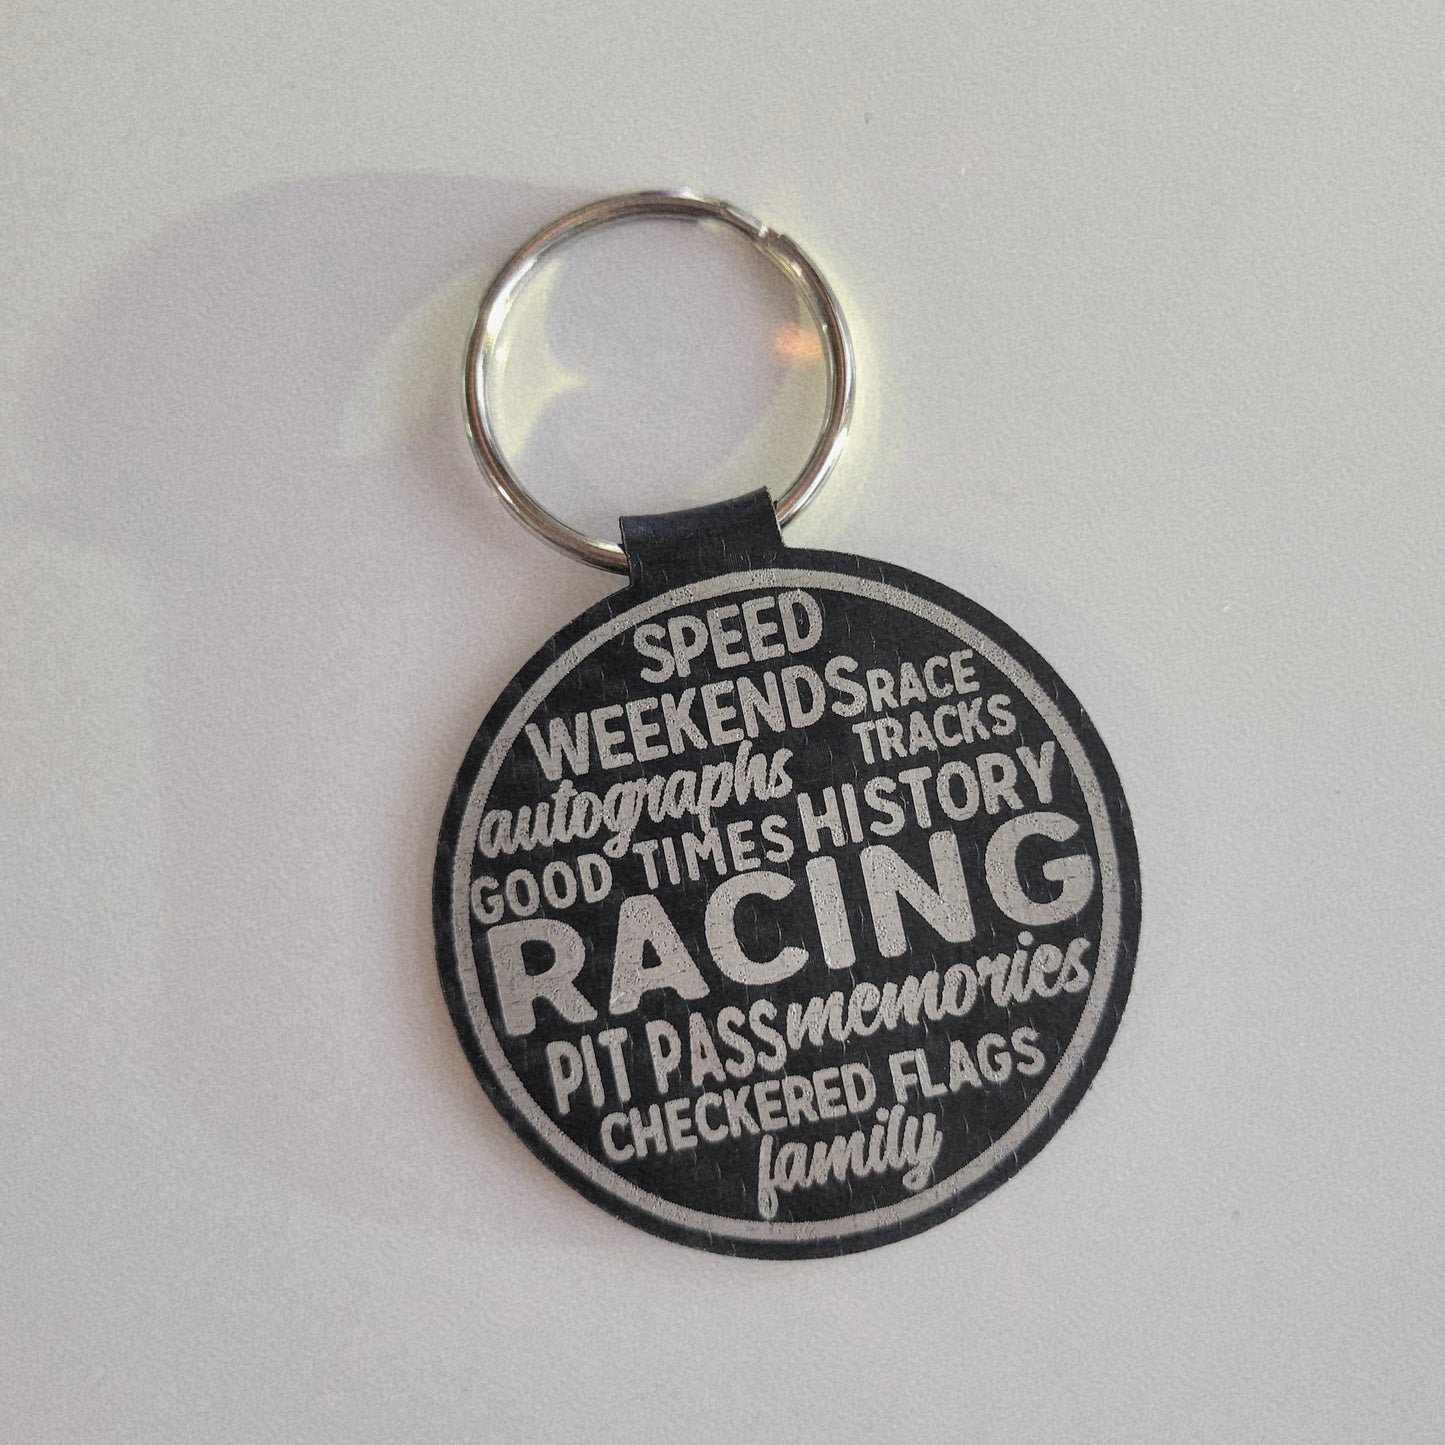 SPEED
WEEKENDS
RACE
TRACKS
autographs
HISTORY
GOOD TIMES
RACING
PIT PASS
memories
CHECKERED FLAGS
family